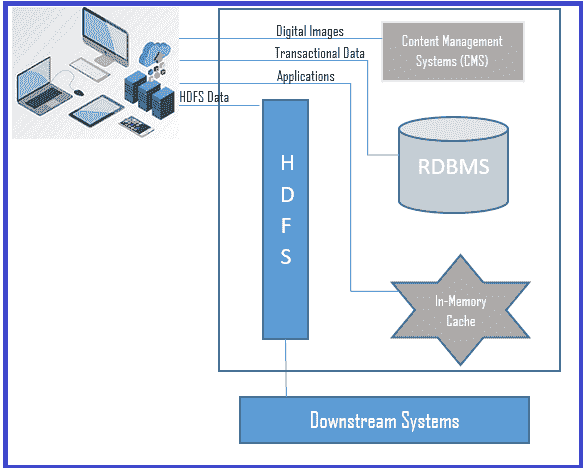 Digital Images
Transactional Data
Applications
HDFS Data
Content Management
Systems (CMS)
H
D
F
S
RDBMS
In-Memory
Cache
Downstream Systems